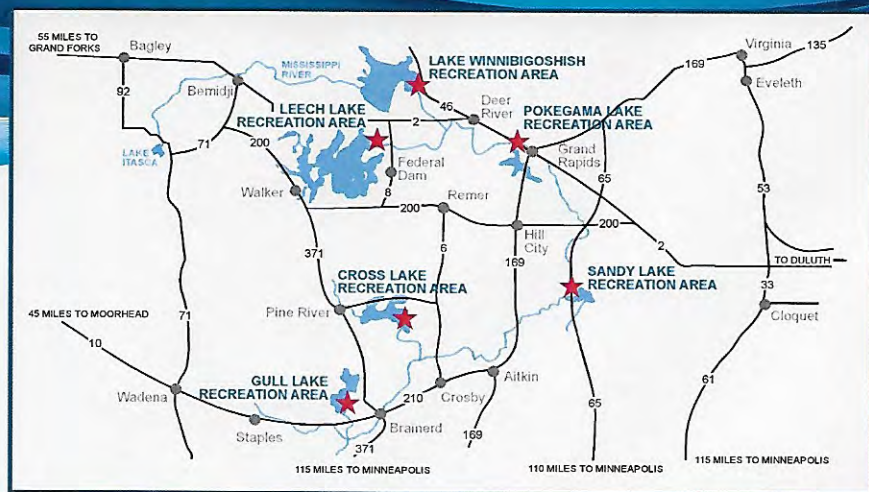 55 MILES TO
GRAND FORKS
Bagley
92
Bemidji
MISSISSIPPI
RIVER
LAKE
ITASCA
71
200
LAKE WINNIBIGOSHISH
RECREATION AREA
46
Deer
River
2
LEECH LAKE
RECREATION AREA
Federal
Dam
8
Walker
200
Remer
POKEGAMA LAKE
RECREATION AREA
Grand
Rapids
169
65
Virginia
135
Eveleth
53
Hill
City
200
2
TO DULUTH
371
6
169
CROSS LAKE
RECREATION AREA
Pine River
SANDY LAKE
RECREATION AREA
33
Cloquet
45 MILES TO MOORHEAD
10
71
Wadena
Staples
GULL LAKE
RECREATION AREA
210
Brainerd
371
Crosby
Aitkin
169
65
61
115 MILES TO MINNEAPOLIS
110 MILES TO MINNEAPOLIS
115 MILES TO MINNEAPOLIS